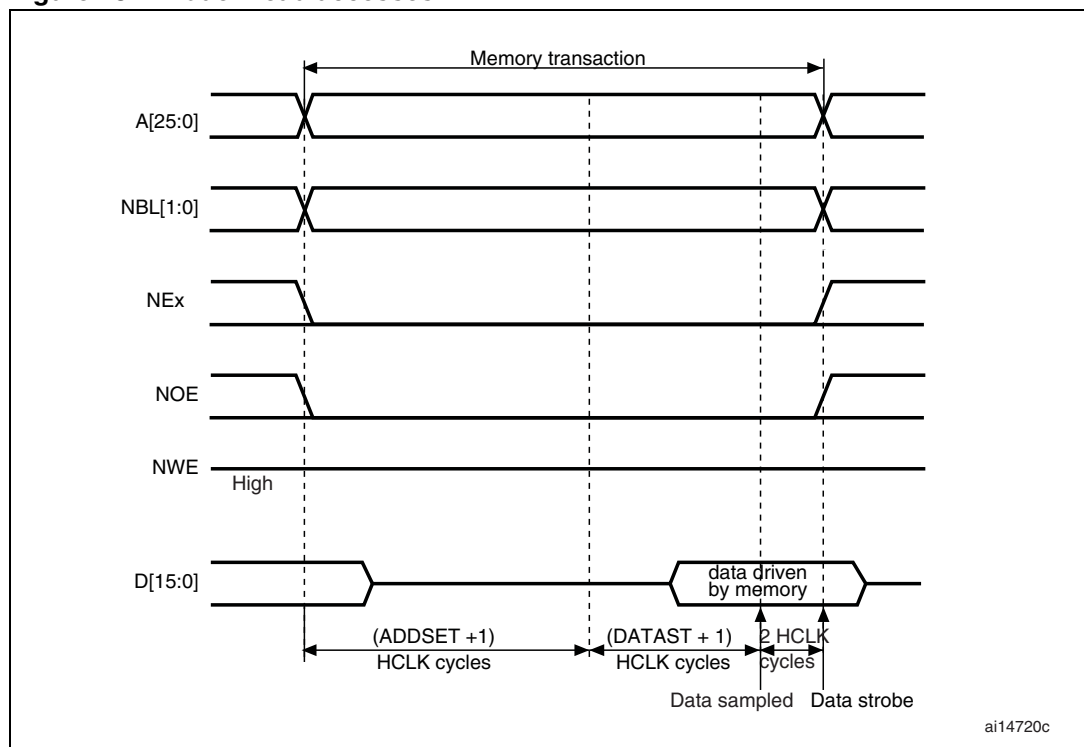 Memory transaction
A[25:0]
NBL[1:0]
NEx
NOE
NWE
High
D[15:0]
data driven
by memory
(ADDSET +1)
HCLK cycles
(DATAST + 1)
HCLK cycles
2 HCLK
cycles
Data sampled
Data strobe
ai14720c